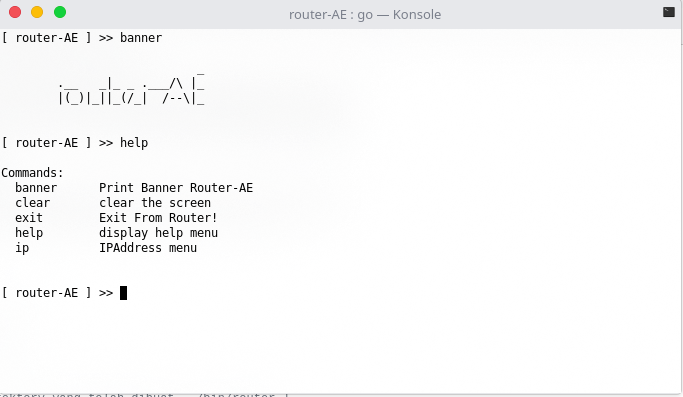 router-AE : go — Konsole
[ router-AE ] >> banner
                            _
        .__   _|_ _ .___/\ |_
        |(_)|_||_(/_|  /--\|_
[ router-AE ] >> help
Commands:
  banner      Print Banner Router-AE
  clear       clear the screen
  exit        Exit From Router!
  help        display help menu
  ip          IPAddress menu
[ router-AE ] >>